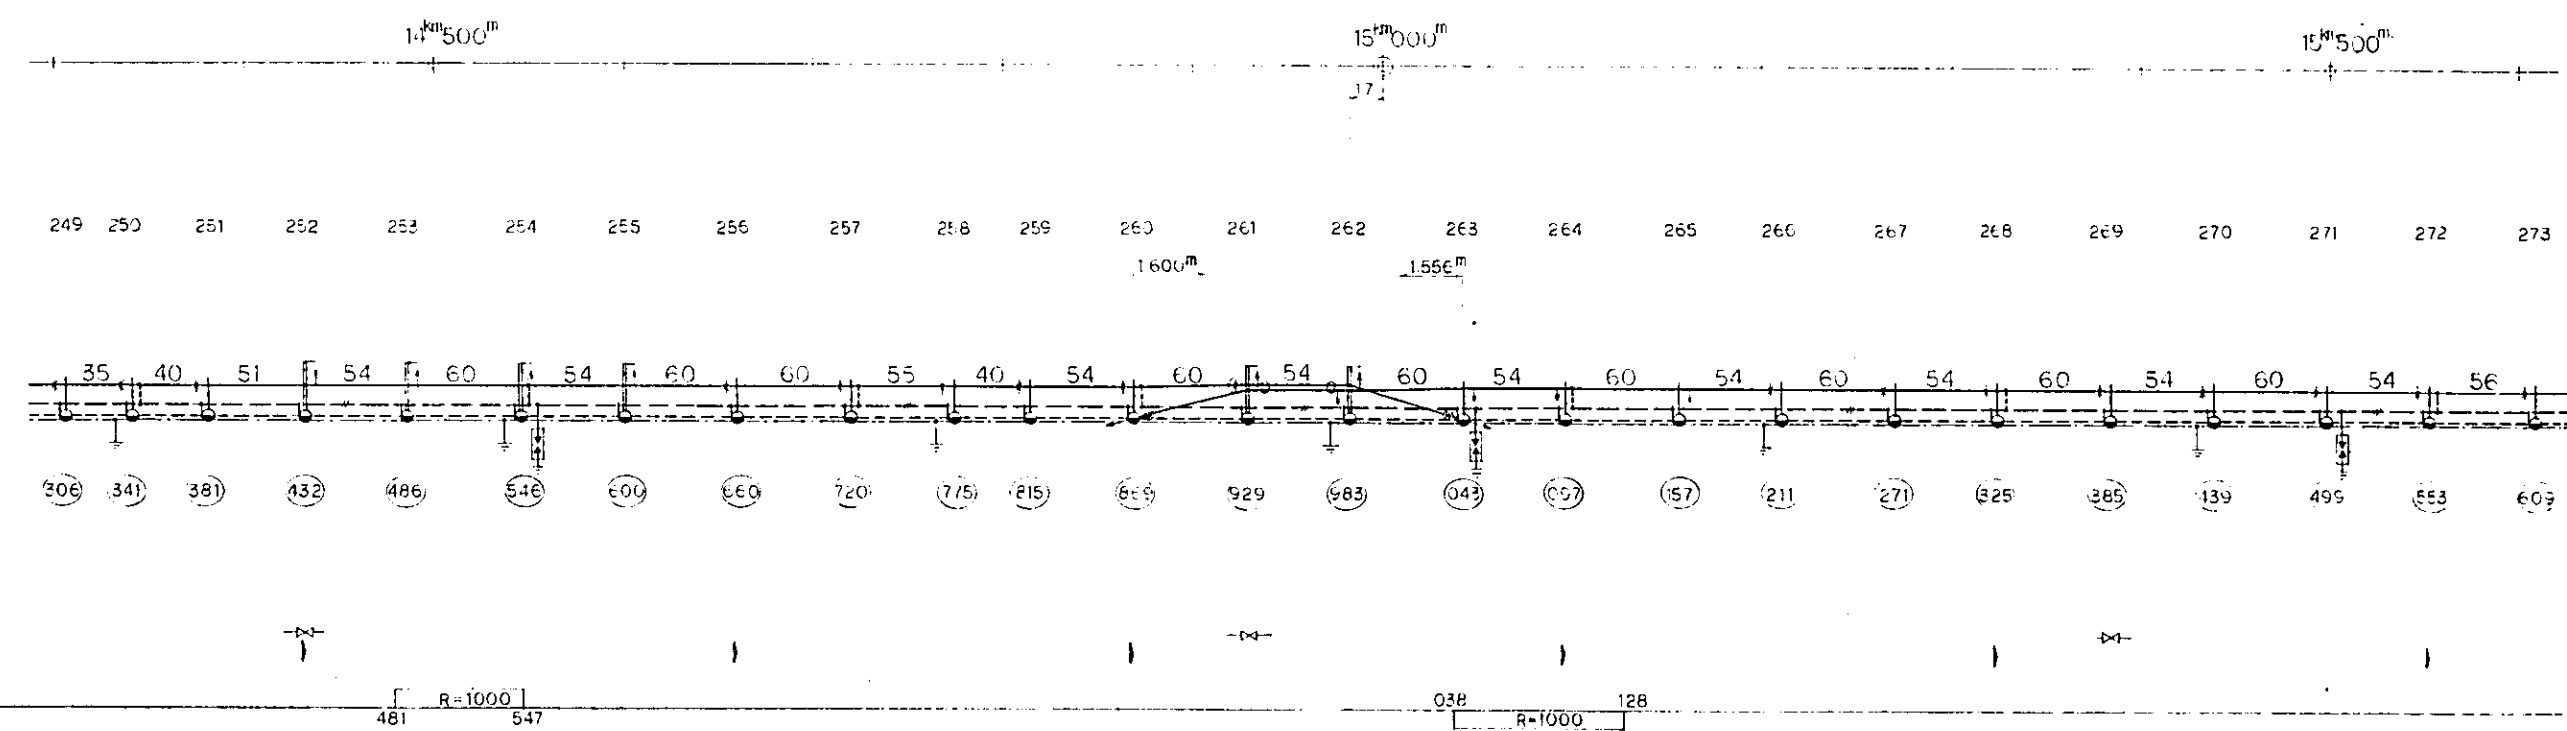 14km500m 15km000m 15km500m
17
249 250 251 252 253 254 255 256 257 258 259 260 261 262 263 264 265 266 267 268 269 270 271 272 273
1600m 1.556m
35 40 51 54 60 54 60 60 55 40 54 60 54 60 54 60 54 60 54 60 54 60 54 56
306 341 381 432 486 546 600 660 720 775 815 869 929 983 043 097 157 211 271 325 385 439 499 553 609
R=1000 038 128
481 547 R=1000